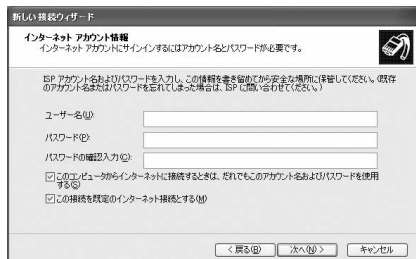 新しい接続ウィザード
インターネット アカウント情報
インターネット アカウントにサインインするにはアカウント名とパスワードが必要です。
ISP アカウント名およびパスワードを入力し、この情報を書き留めてから安全な場所に保管してください。(既存
のアカウント名またはパスワードを忘れてしまった場合は、ISP に問い合わせてください。)
ユーザー名(U):
パスワード(P):
パスワードの確認入力(C):
このコンピュータからインターネットに接続するときは、だれでもこのアカウント名およびパスワードを使用
する(S)
この接続を既定のインターネット接続とする(M)
< 戻る(B)
次へ(N) >
キャンセル